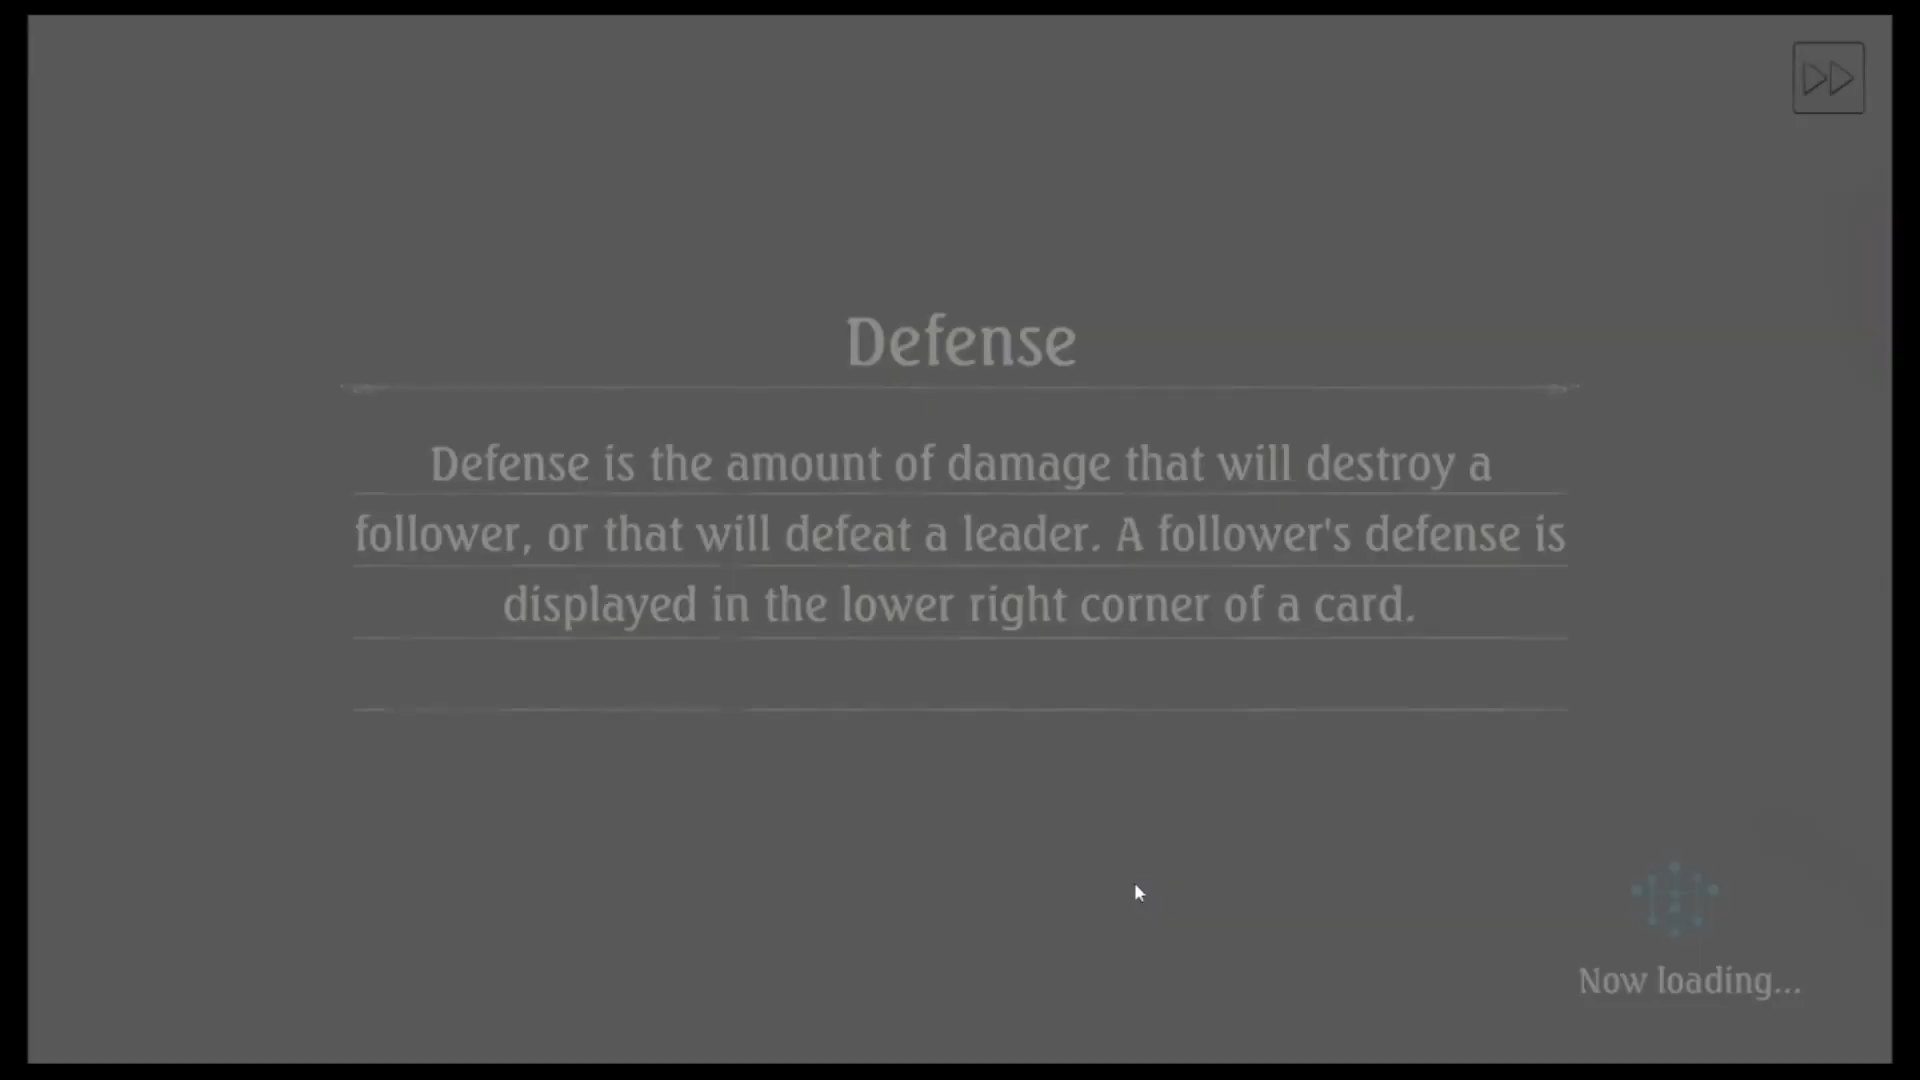 Defense
Defense is the amount of damage that will destroy a
follower, or that will defeat a leader. A follower's defense is
displayed in the lower right corner of a card.
Now loading...